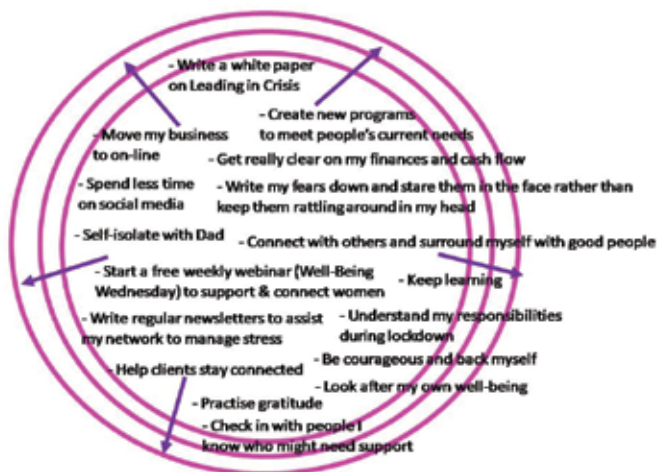 - Write a white paper
on Leading in Crisis
- Create new programs
to meet people's current needs
- Move my business
to on-line
- Get really clear on my finances and cash flow
- Spend less time
on social media
- Write my fears down and stare them in the face rather than
keep them rattling around in my head
- Self-isolate with Dad
- Connect with others and surround myself with good people
- Start a free weekly webinar (Well-Being
Wednesday) to support & connect women
- Keep learning
- Write regular newsletters to assist
my network to manage stress
- Understand my responsibilities
during lockdown
- Help clients stay connected
- Be courageous and back myself
- Look after my own well-being
- Practise gratitude
- Check in with people I
know who might need support